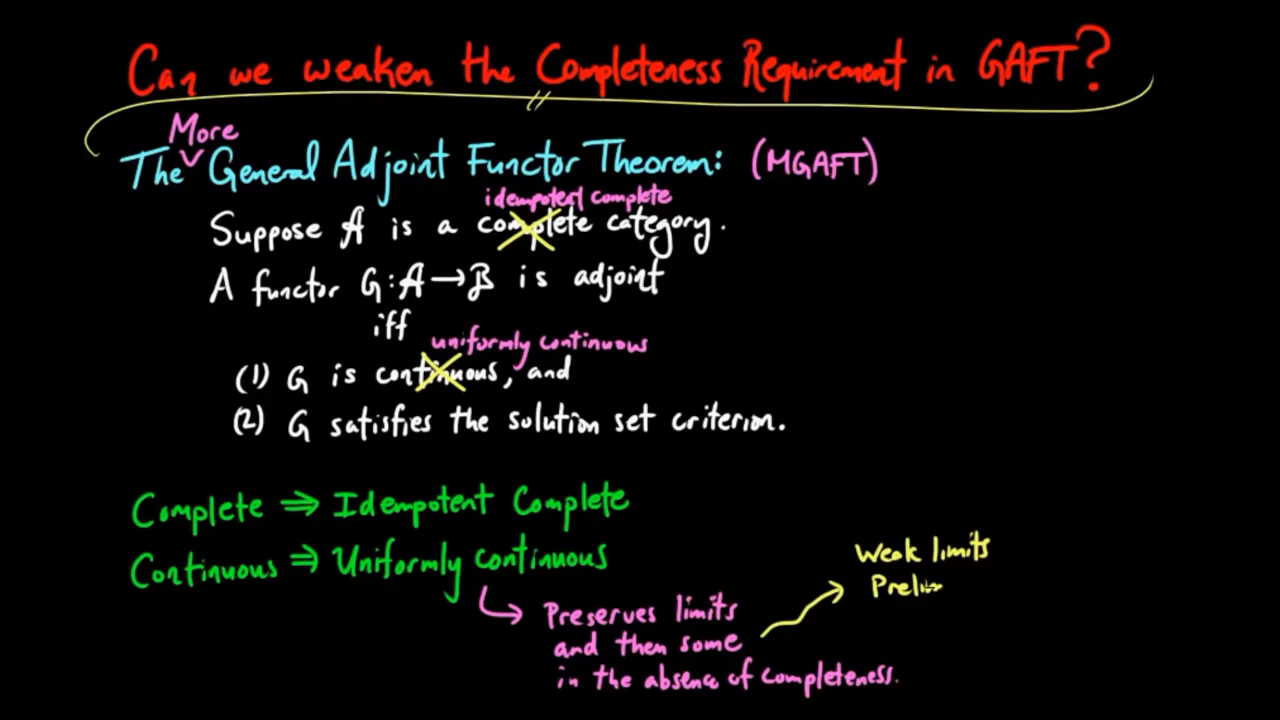 Can we weaken the Completeness Requirement in GAFT?
More
The General Adjoint Functor Theorem: (MGAFT)
idempotent complete
Suppose A is a complete category.
A functor G: A → B is adjoint
iff
uniformly continuous
(1) G is continuous, and
(2) G satisfies the solution set criterion.
Complete ⇒ Idempotent Complete
Continuous ⇒ Uniformly continuous
Weak limits
Preserves limits
and then some
in the absence of completeness.